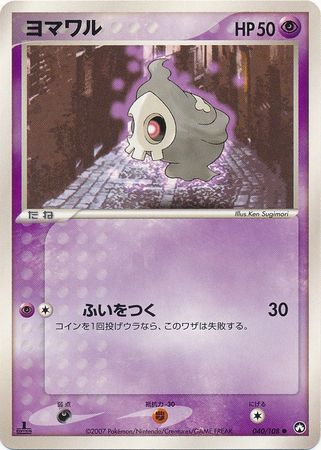 ヨマワル
HP50
たね
Illus.Ken Sugimori
ふいをつく 30
コインを1回投げウラなら、このワザは失敗する。
弱点 抵抗力 -30 にげる
1 EDITION
©2007 Pokémon/Nintendo/Creatures/GAME FREAK.
040/108 ●